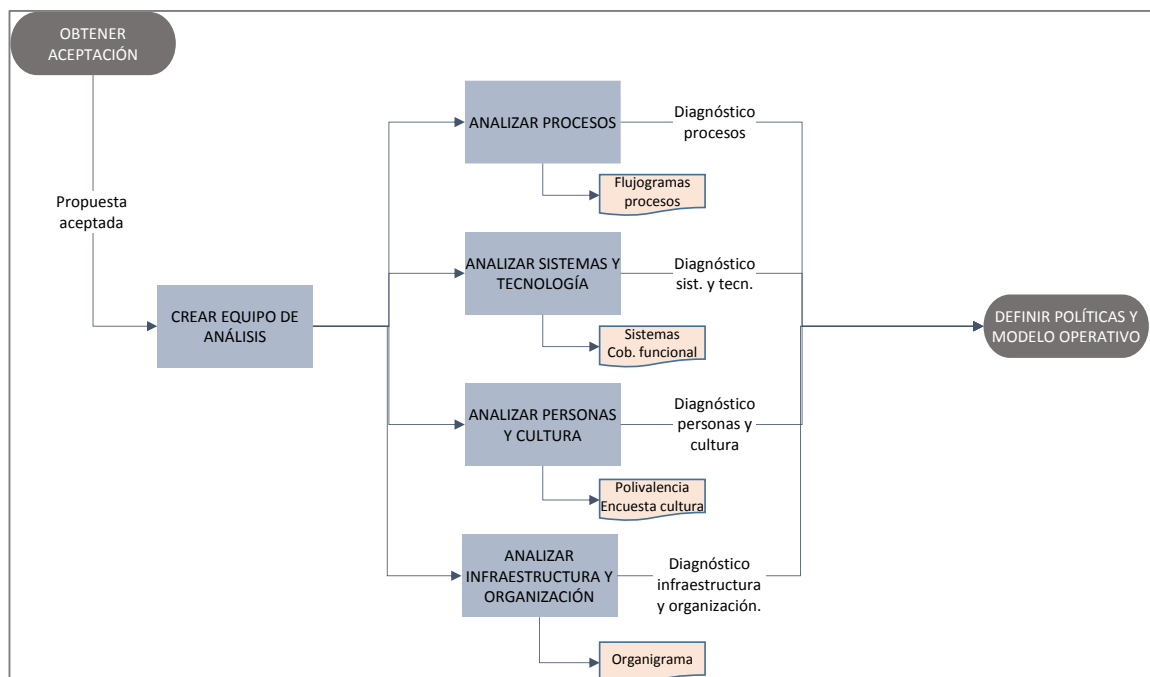 OBTENER
ACEPTACIÓN
Propuesta
aceptada
CREAR EQUIPO DE
ANÁLISIS
ANALIZAR PROCESOS
Diagnóstico
procesos
Flujogramas
procesos
ANALIZAR SISTEMAS Y
TECNOLOGÍA
Diagnóstico
sist. y tecn.
Sistemas
Cob. funcional
ANALIZAR PERSONAS
Y CULTURA
Diagnóstico
personas y
cultura
Polivalencia
Encuesta cultura
ANALIZAR
INFRAESTRUCTURA Y
ORGANIZACIÓN
Diagnóstico
infraestructura
y organización.
Organigrama
DEFINIR POLÍTICAS Y
MODELO OPERATIVO